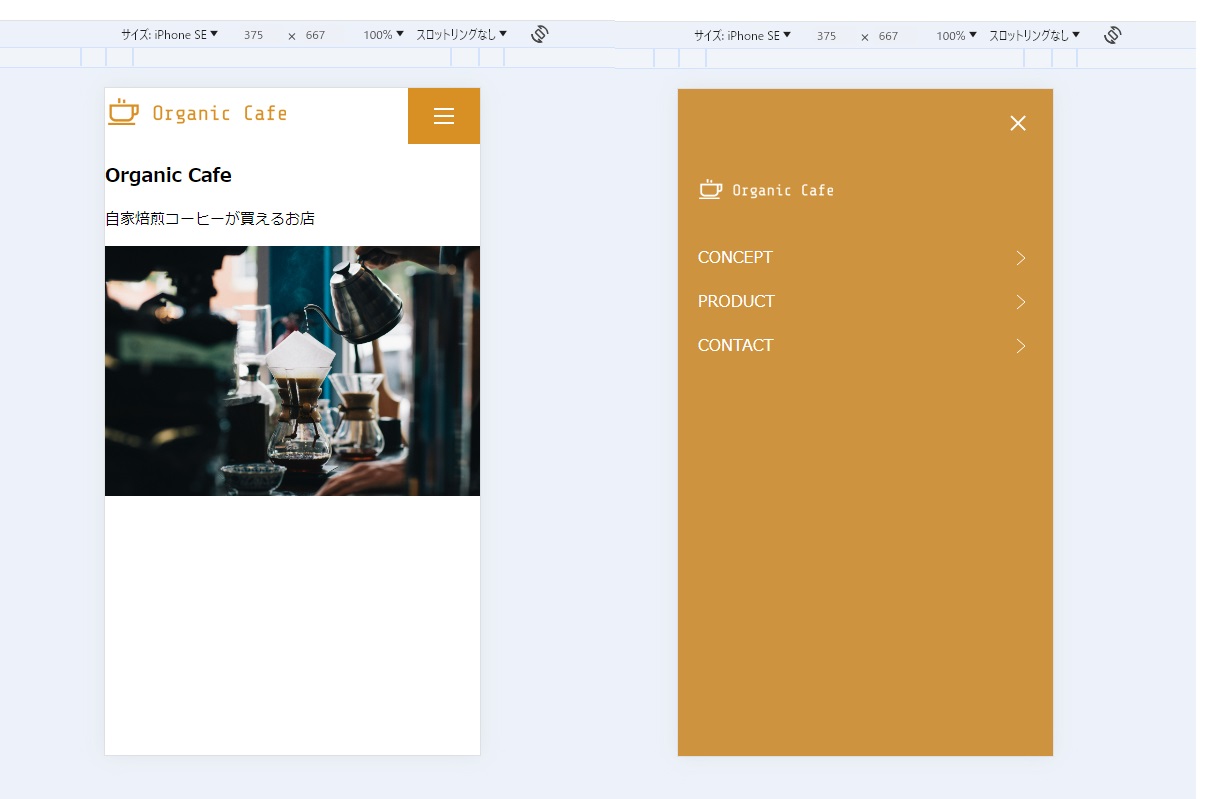 サイズ: iPhone SE ▼ 375 × 667 100% ▼ スロットリングなし ▼
Organic Cafe
Organic Cafe
自家焙煎コーヒーが買えるお店
サイズ: iPhone SE ▼ 375 × 667 100% ▼ スロットリングなし ▼
Organic Cafe
CONCEPT
PRODUCT
CONTACT